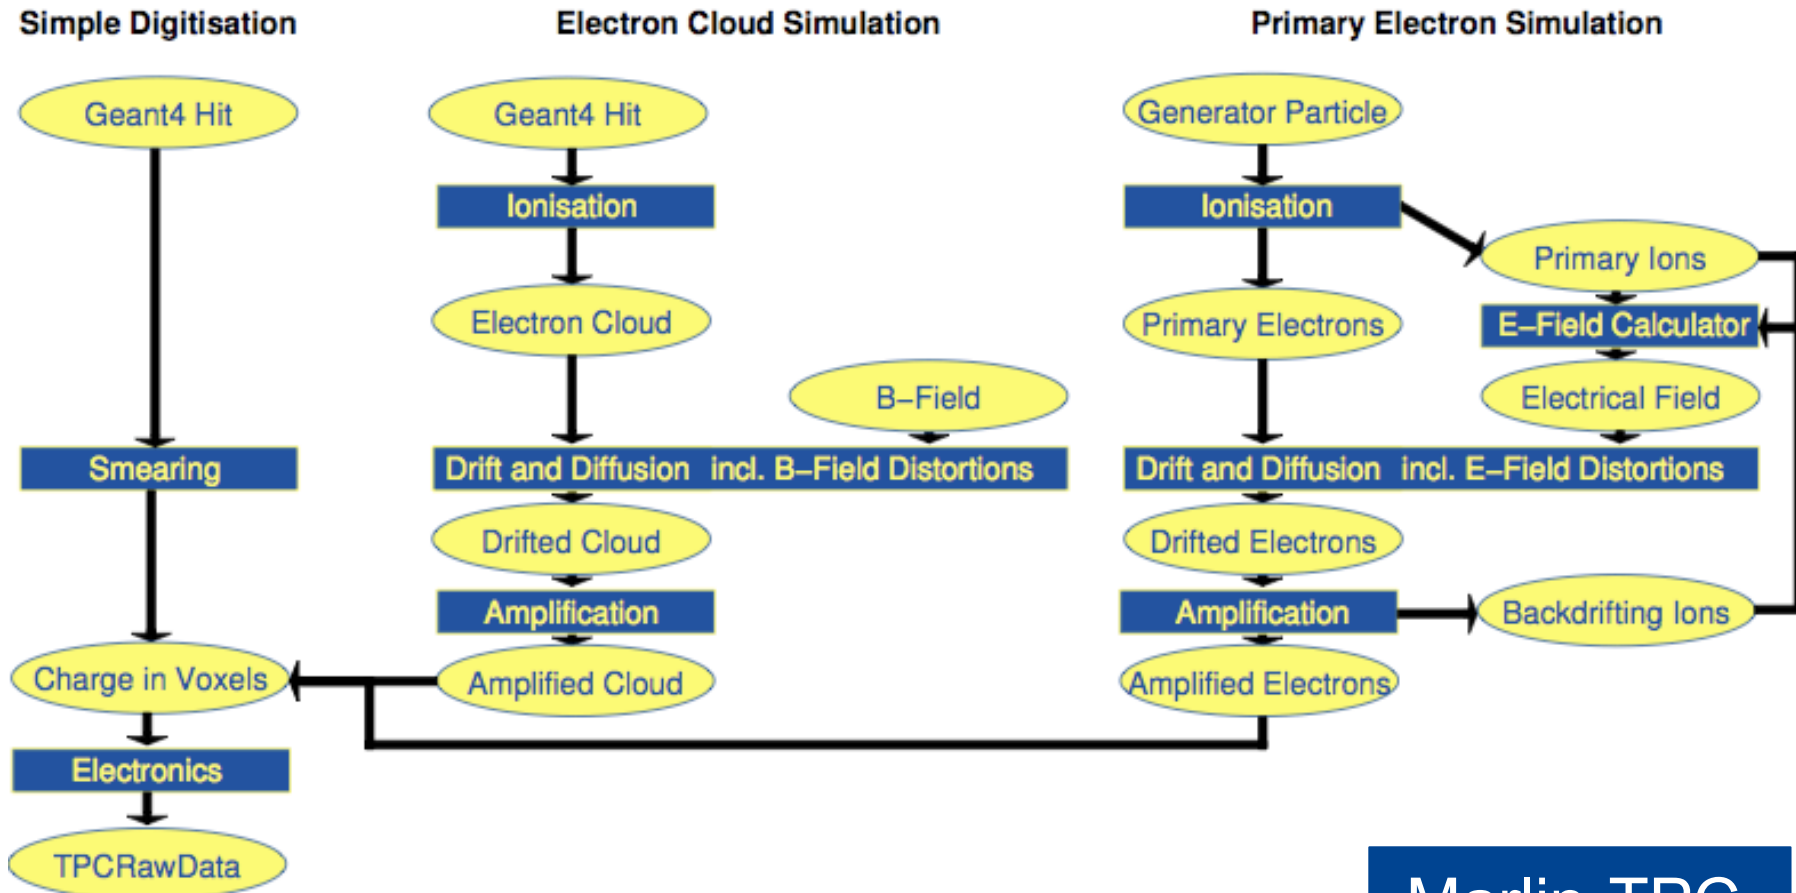 Simple Digitisation
Electron Cloud Simulation
Primary Electron Simulation
Geant4 Hit
Geant4 Hit
Generator Particle
Ionisation
Ionisation
Primary Ions
Electron Cloud
Primary Electrons
E–Field Calculator
B–Field
Electrical Field
Smearing
Drift and Diffusion incl. B–Field Distortions
Drift and Diffusion incl. E–Field Distortions
Drifted Cloud
Drifted Electrons
Amplification
Amplification
Backdrifting Ions
Charge in Voxels
Amplified Cloud
Amplified Electrons
Electronics
TPCRawData
Marlin TPC